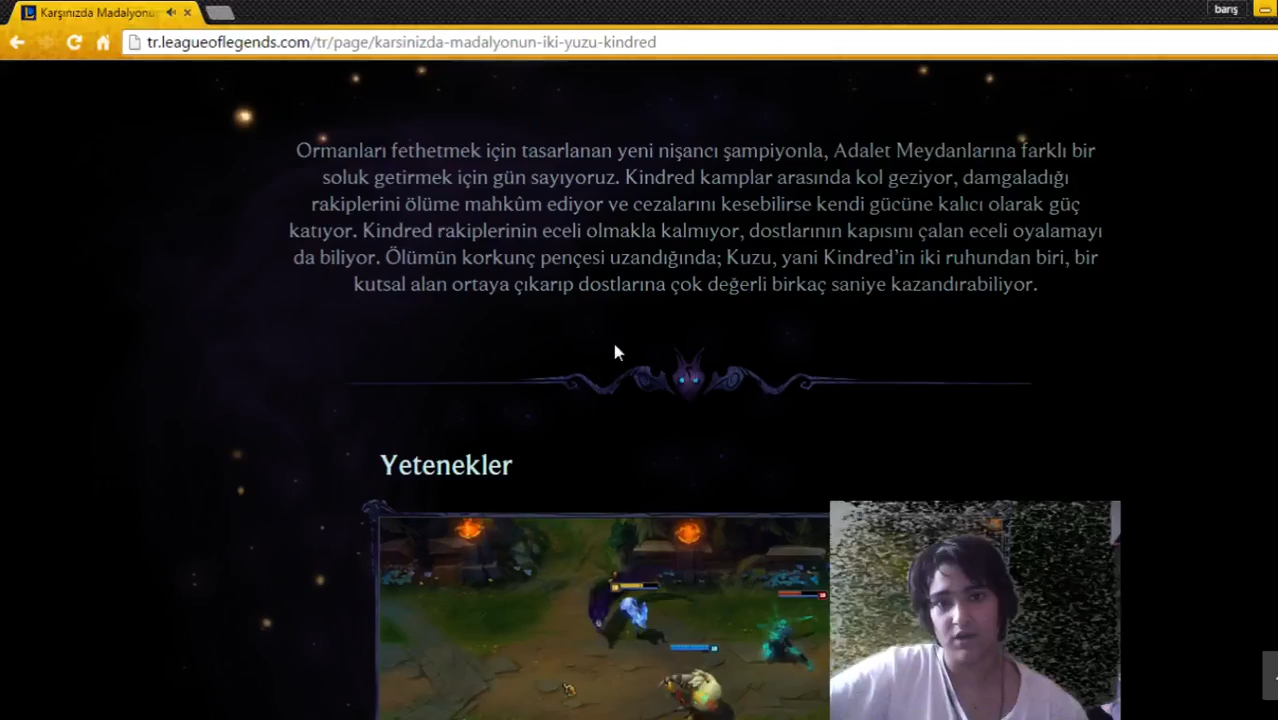 Karşınızda Madalyonu
barış
tr.leagueoflegends.com/tr/page/karsinizda-madalyonun-iki-yuzu-kindred
Ormanları fethetmek için tasarlanan yeni nişancı şampiyonla, Adalet Meydanlarına farklı bir
soluk getirmek için gün sayıyoruz. Kindred kamplar arasında kol geziyor, damgaladığı
rakiplerini ölüme mahkûm ediyor ve cezalarını kesebilirse kendi gücüne kalıcı olarak güç
katıyor. Kindred rakiplerinin eceli olmakla kalmıyor, dostlarının kapısını çalan eceli oyalamayı
da biliyor. Ölümün korkunç pençesi uzandığında; Kuzu, yani Kindred'in iki ruhundan biri, bir
kutsal alan ortaya çıkarıp dostlarına çok değerli birkaç saniye kazandırabiliyor.
Yetenekler